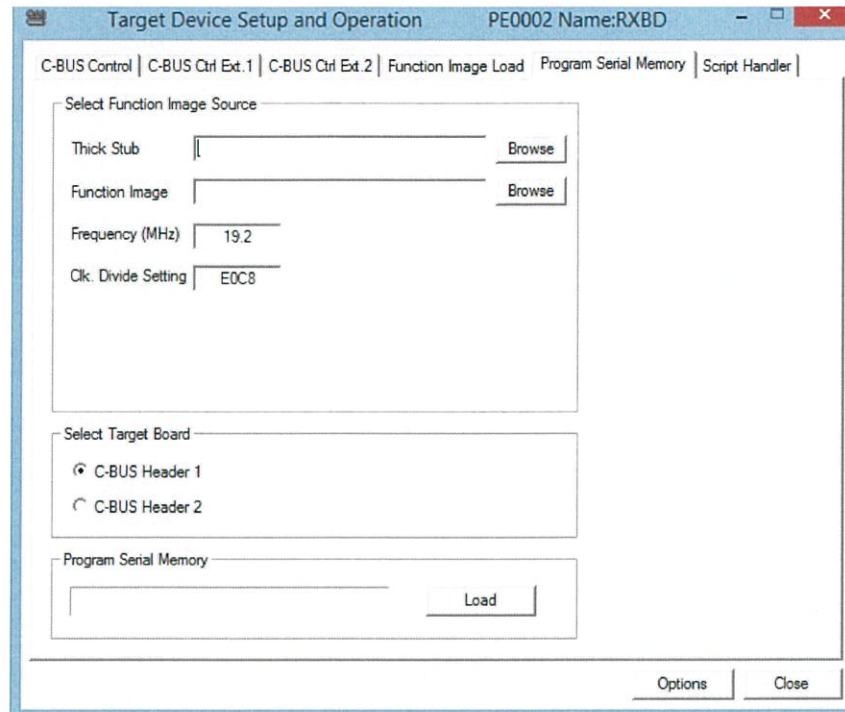 Target Device Setup and Operation PE0002 Name:RXBD
C-BUS Control C-BUS Ctrl Ext.1 C-BUS Ctrl Ext.2 Function Image Load Program Serial Memory Script Handler
Select Function Image Source
Thick Stub Browse
Function Image Browse
Frequency (MHz) 19.2
Clk. Divide Setting E0C8
Select Target Board
C-BUS Header 1
C-BUS Header 2
Program Serial Memory
Load
Options Close